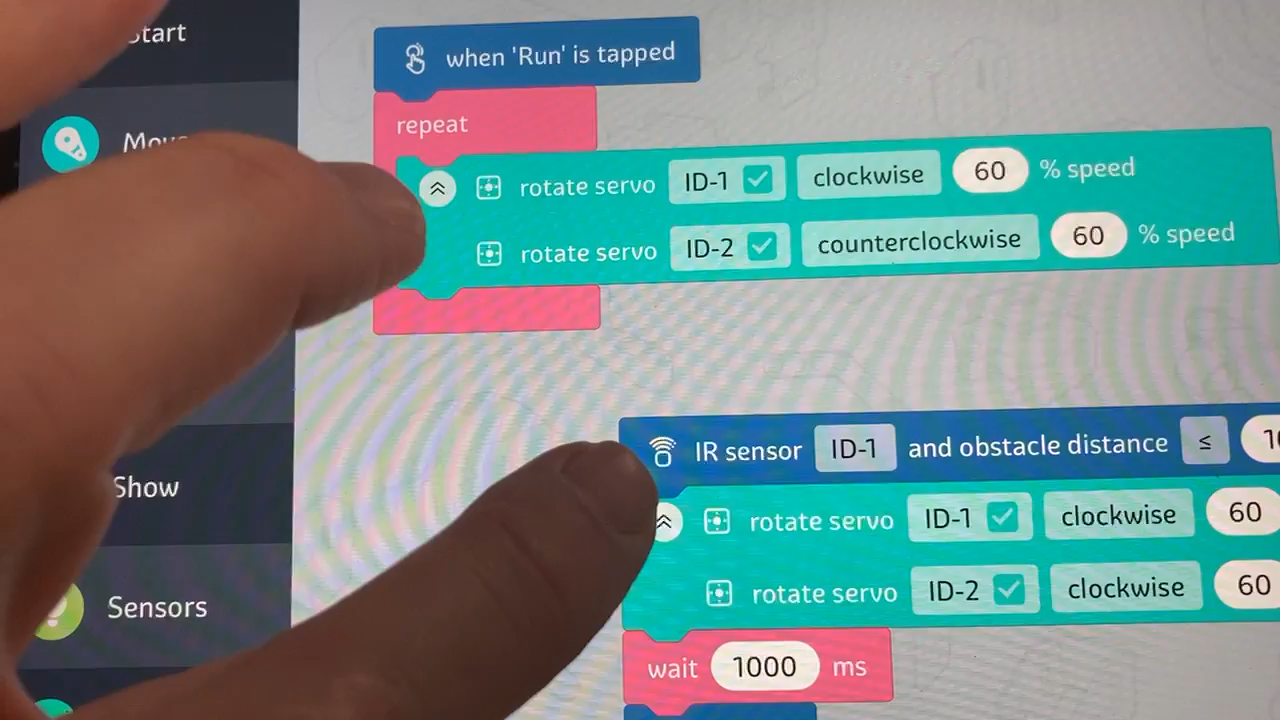 Start
when 'Run' is tapped
repeat
rotate servo ID-1 clockwise 60 % speed
rotate servo ID-2 counterclockwise 60 % speed
IR sensor ID-1 and obstacle distance ≤
Show
rotate servo ID-1 clockwise 60
Sensors
rotate servo ID-2 clockwise 60
wait 1000 ms